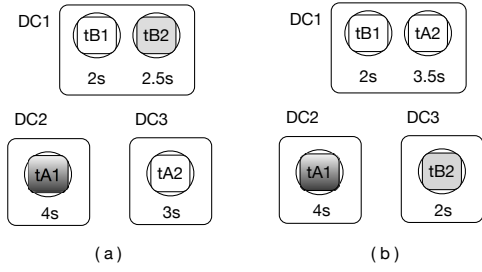 DC1
tB1 tB2
2s 2.5s
DC2 DC3
tA1 tA2
4s 3s
( a )
DC1
tB1 tA2
2s 3.5s
DC2 DC3
tA1 tB2
4s 2s
( b )